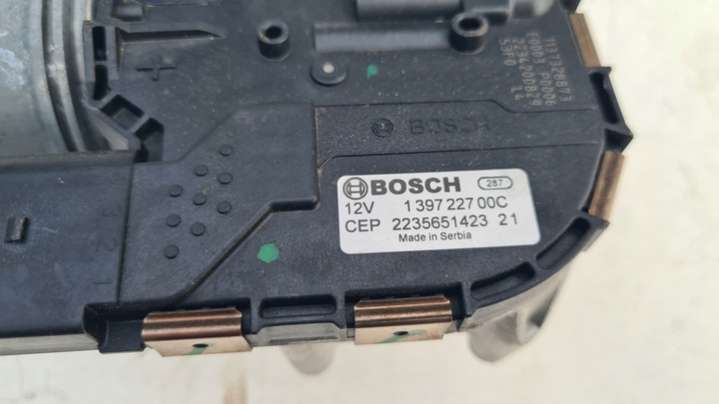 BOSCH
BOSCH 287
12V 1 397 227 00C
CEP 2235651423 21
Made in Serbia